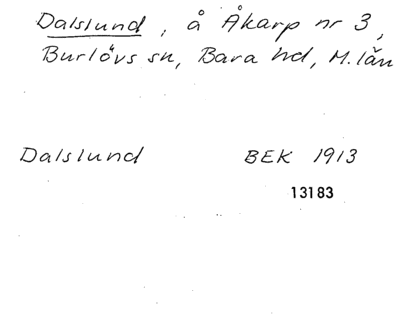 Dalslund, å Åkarp nr 3,
Burlövs sn, Bara hd, M. län
Dalslund BEK 1913
13183